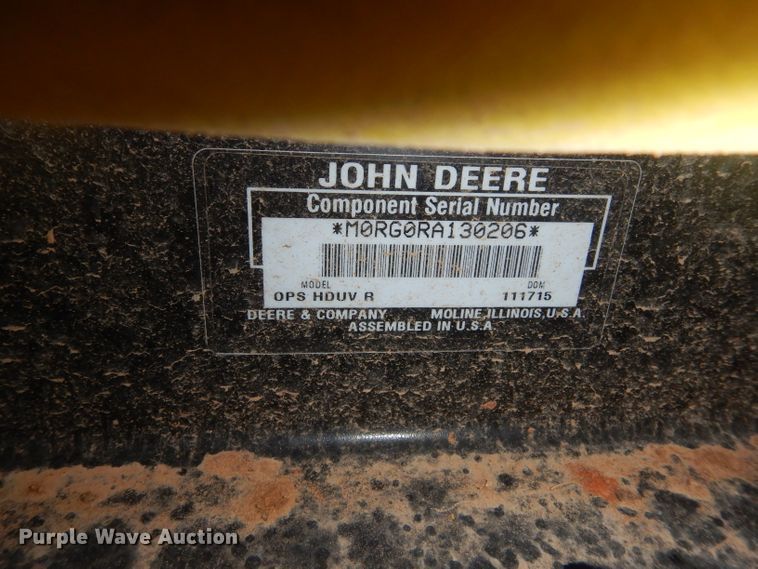 JOHN DEERE
Component Serial Number
*M0RG0RA130206*
MODEL DOM
OPS HDUV R 111715
DEERE & COMPANY MOLINE, ILLINOIS, U.S.A.
ASSEMBLED IN U.S.A
Purple Wave Auction